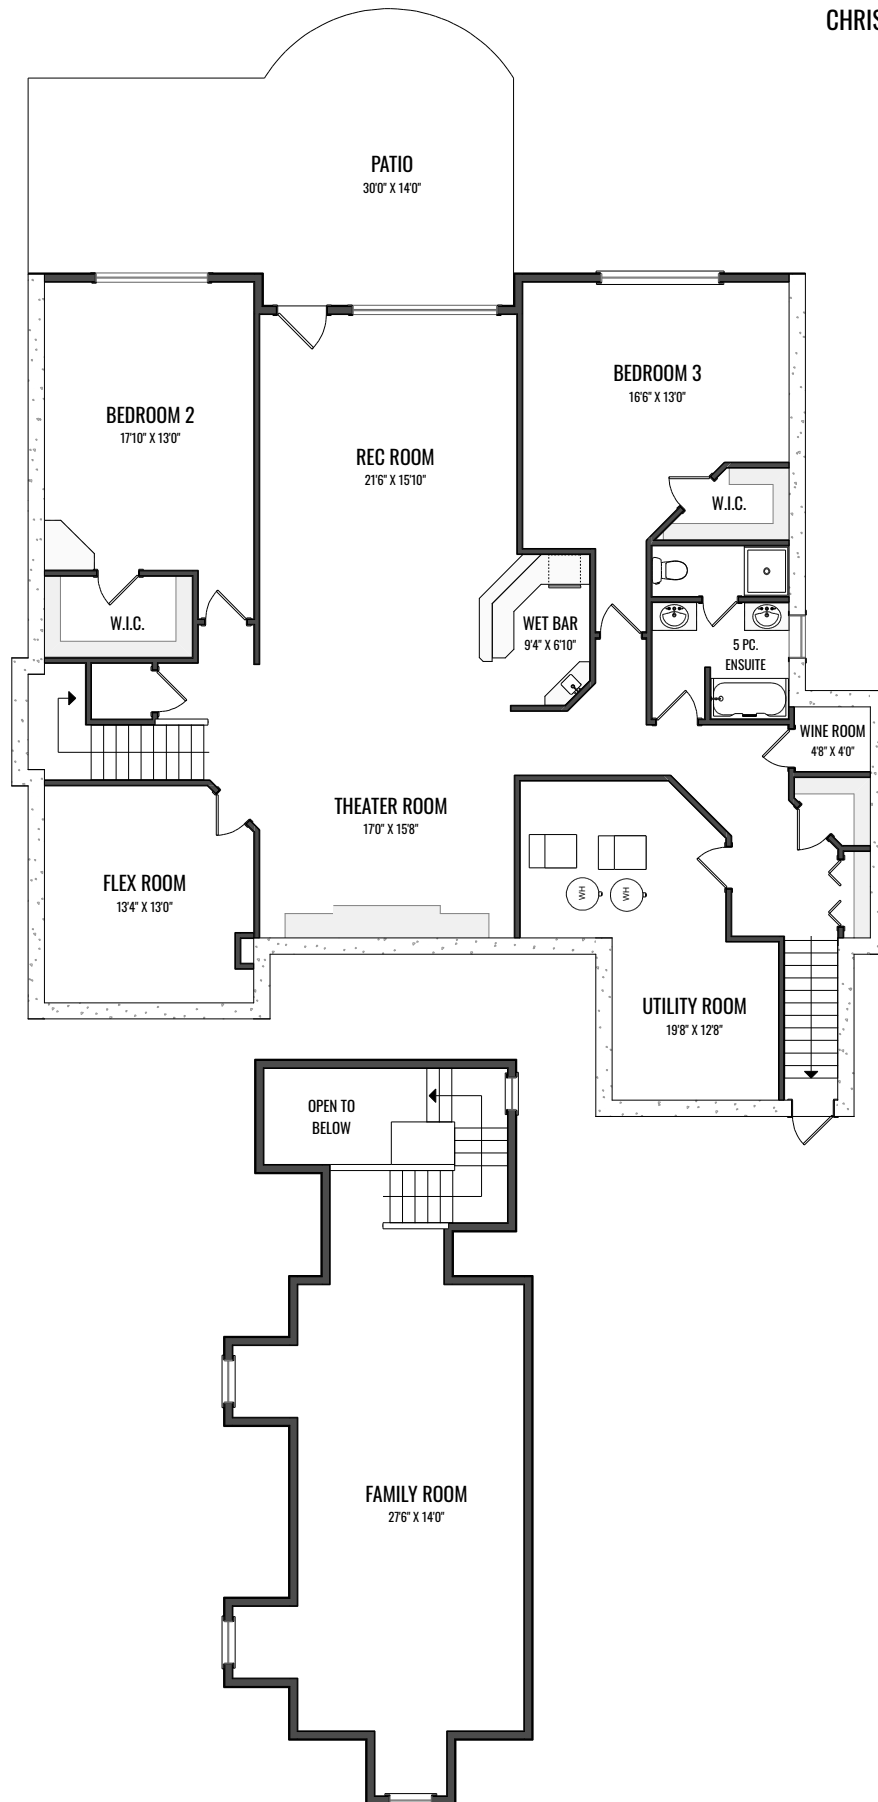 CHRIS
PATIO
30'0" X 14'0"
BEDROOM 2
17'10" X 13'0"
REC ROOM
21'6" X 15'10"
BEDROOM 3
16'6" X 13'0"
W.I.C.
W.I.C.
WET BAR
9'4" X 6'10"
5 PC.
ENSUITE
WINE ROOM
4'8" X 4'0"
THEATER ROOM
17'0" X 15'8"
FLEX ROOM
13'4" X 13'0"
WH
WH
UTILITY ROOM
19'8" X 12'8"
OPEN TO
BELOW
FAMILY ROOM
27'6" X 14'0"